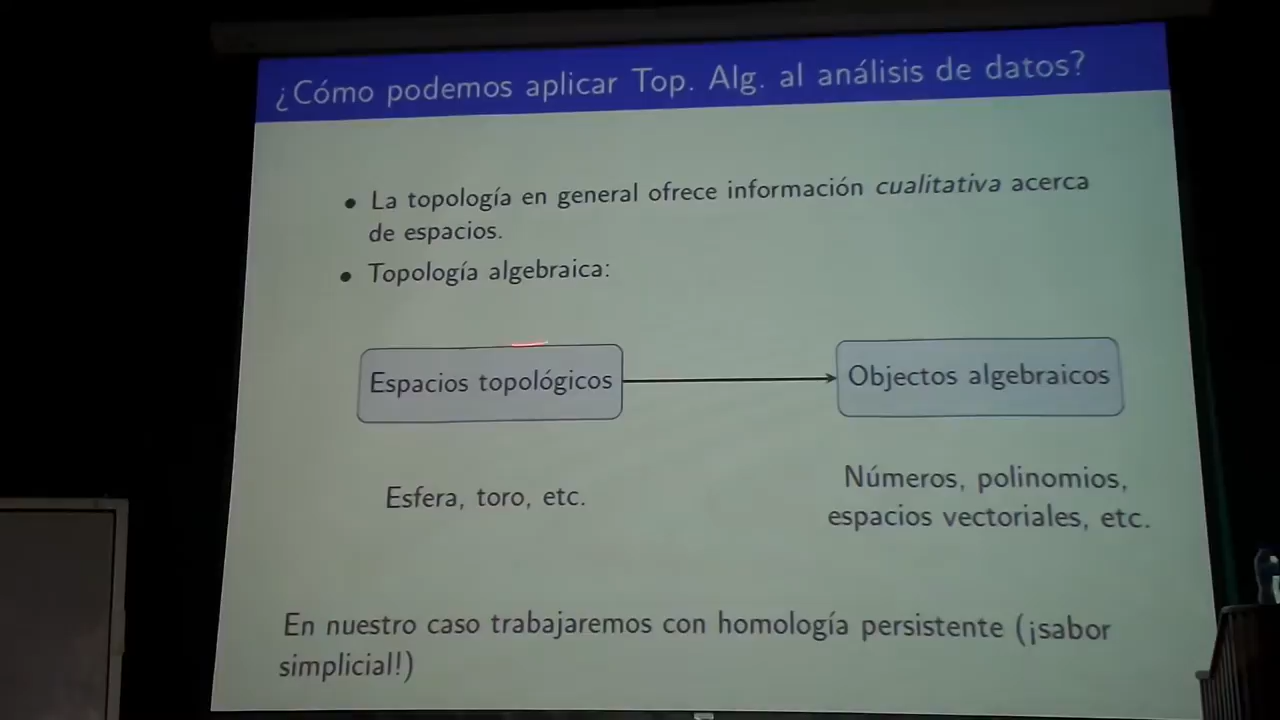 ¿Cómo podemos aplicar Top. Alg. al análisis de datos?
• La topología en general ofrece información cualitativa acerca
de espacios.
• Topología algebraica:
Espacios topológicos
Objectos algebraicos
Esfera, toro, etc.
Números, polinomios,
espacios vectoriales, etc.
En nuestro caso trabajaremos con homología persistente (¡sabor
simplicial!)